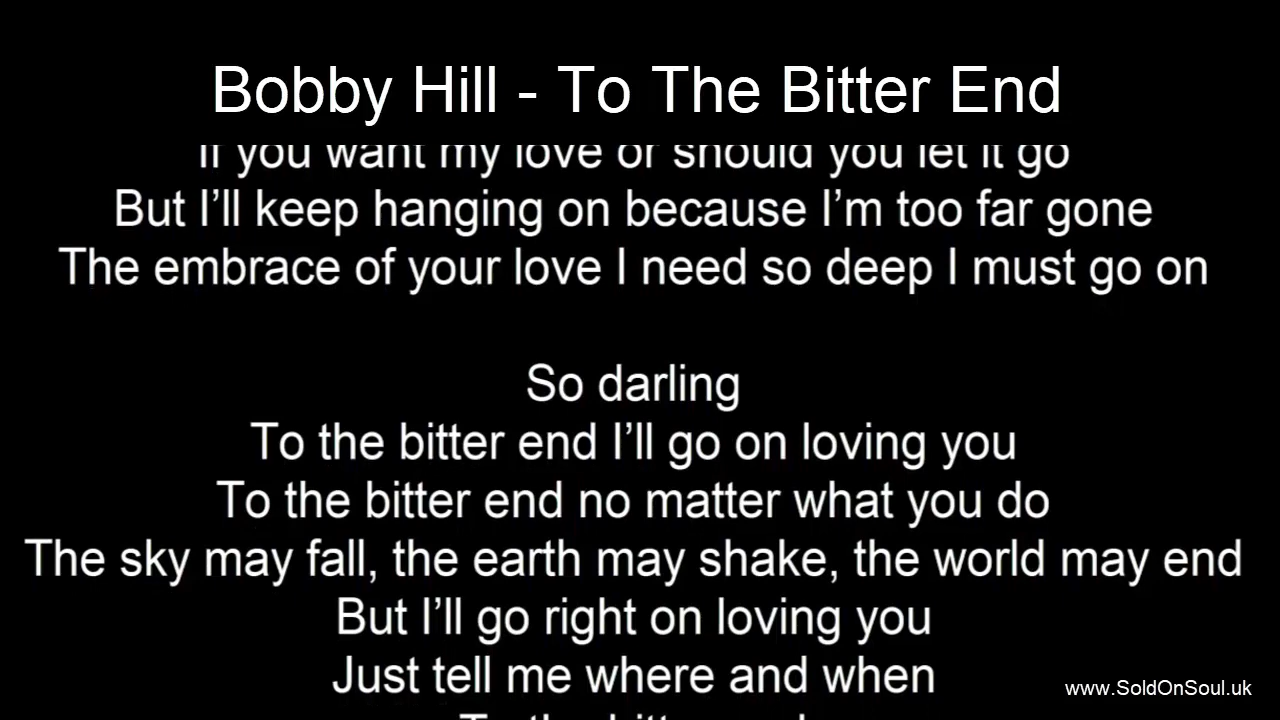 Bobby Hill - To The Bitter End
If you want my love or should you let it go
But I’ll keep hanging on because I’m too far gone
The embrace of your love I need so deep I must go on
So darling
To the bitter end I’ll go on loving you
To the bitter end no matter what you do
The sky may fall, the earth may shake, the world may end
But I’ll go right on loving you
Just tell me where and when
www.SoldOnSoul.uk